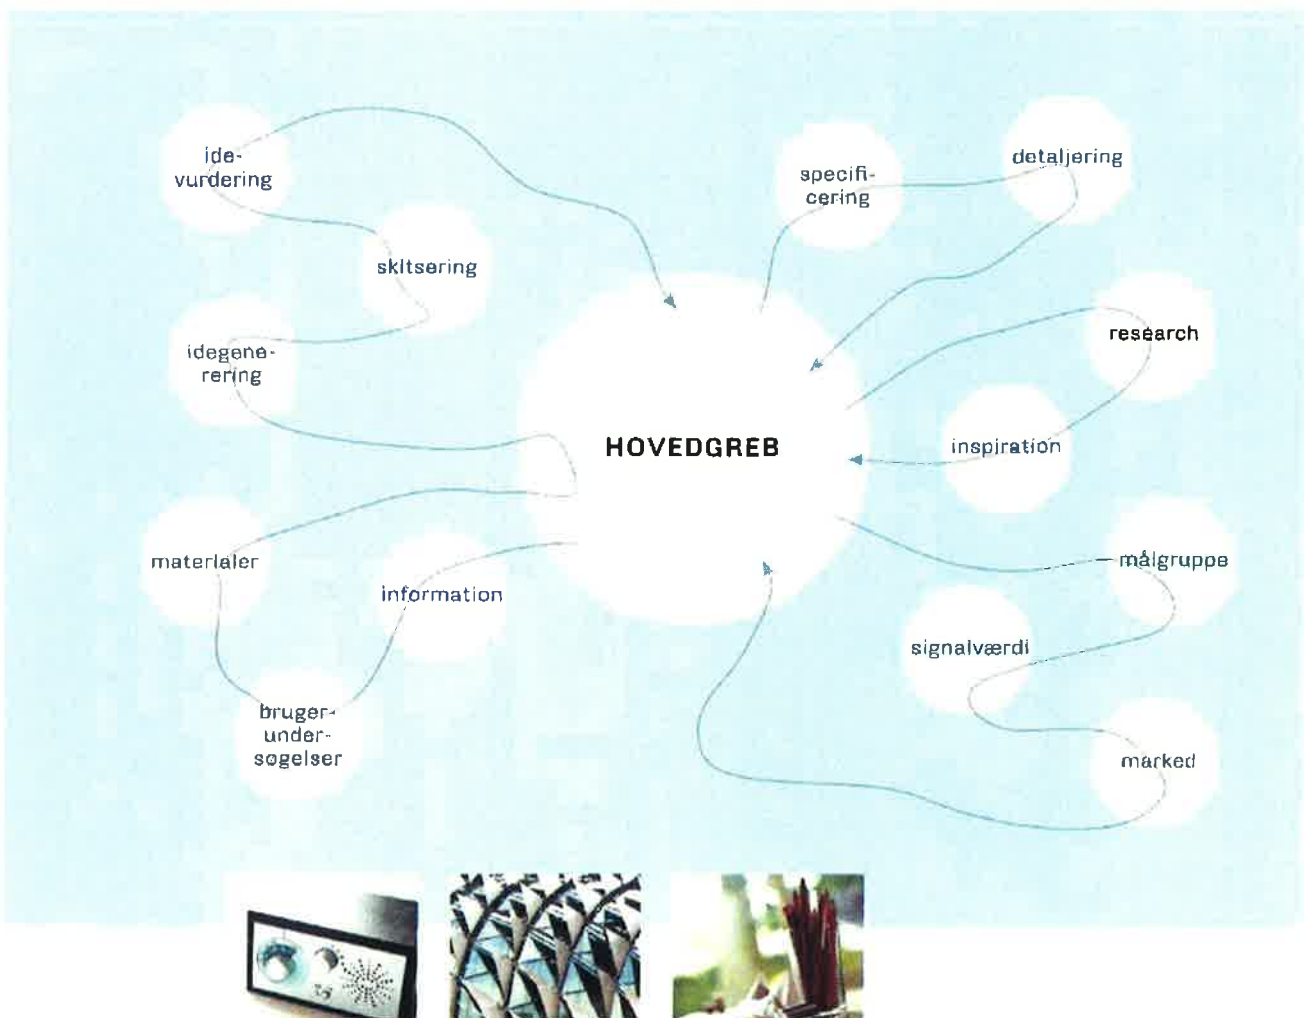 ide-
vurdering
skitsering
idegene-
rering
materialer
information
bruger-
under-
søgelser
HOVEDGREB
specifi-
cering
detaljering
research
inspiration
målgruppe
signalværdi
marked